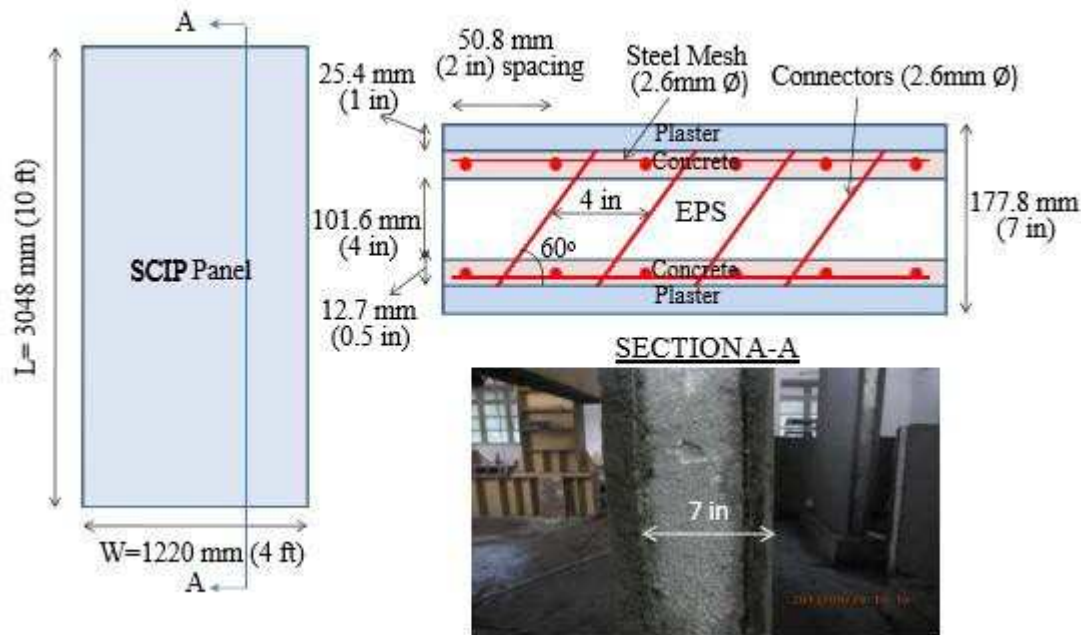 A
50.8 mm
(2 in) spacing
25.4 mm
(1 in)
Steel Mesh
(2.6mm Ø)
Connectors (2.6mm Ø)
Plaster
Concrete
4 in
EPS
101.6 mm
(4 in)
177.8 mm
(7 in)
60o
Concrete
Plaster
12.7 mm
(0.5 in)
L= 3048 mm (10 ft)
SCIP Panel
W=1220 mm (4 ft)
A
SECTION A-A
7 in